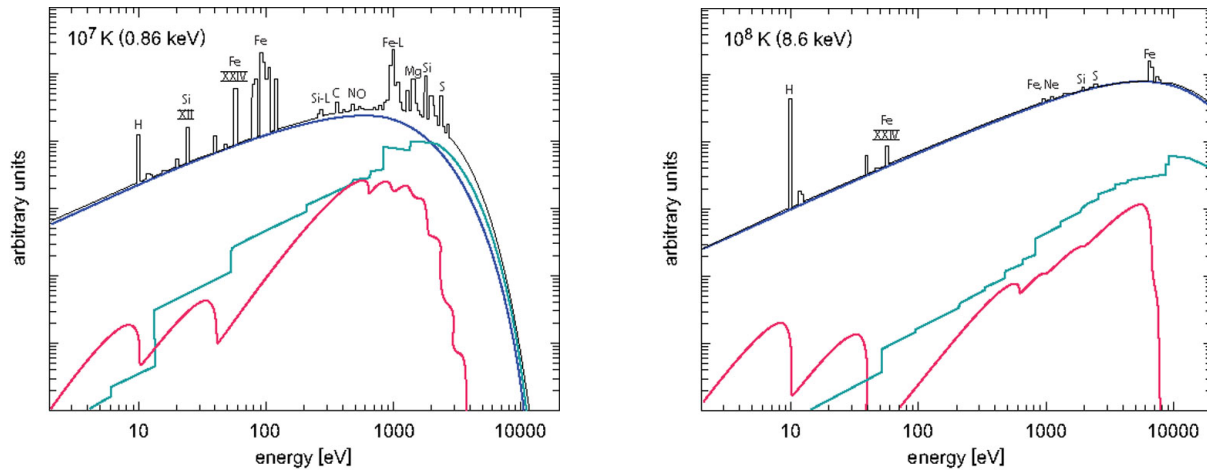 10⁷ K (0.86 keV)
Fe
Fe
XXIV
Si
XII
H
Si-L
C
NO
Fe-L
Mg
Si
S
arbitrary units
10
100
1000
10000
energy [eV]
10⁸ K (8.6 keV)
H
Fe
XXIV
Fe, Ne
Si
S
Fe
arbitrary units
10
100
1000
10000
energy [eV]